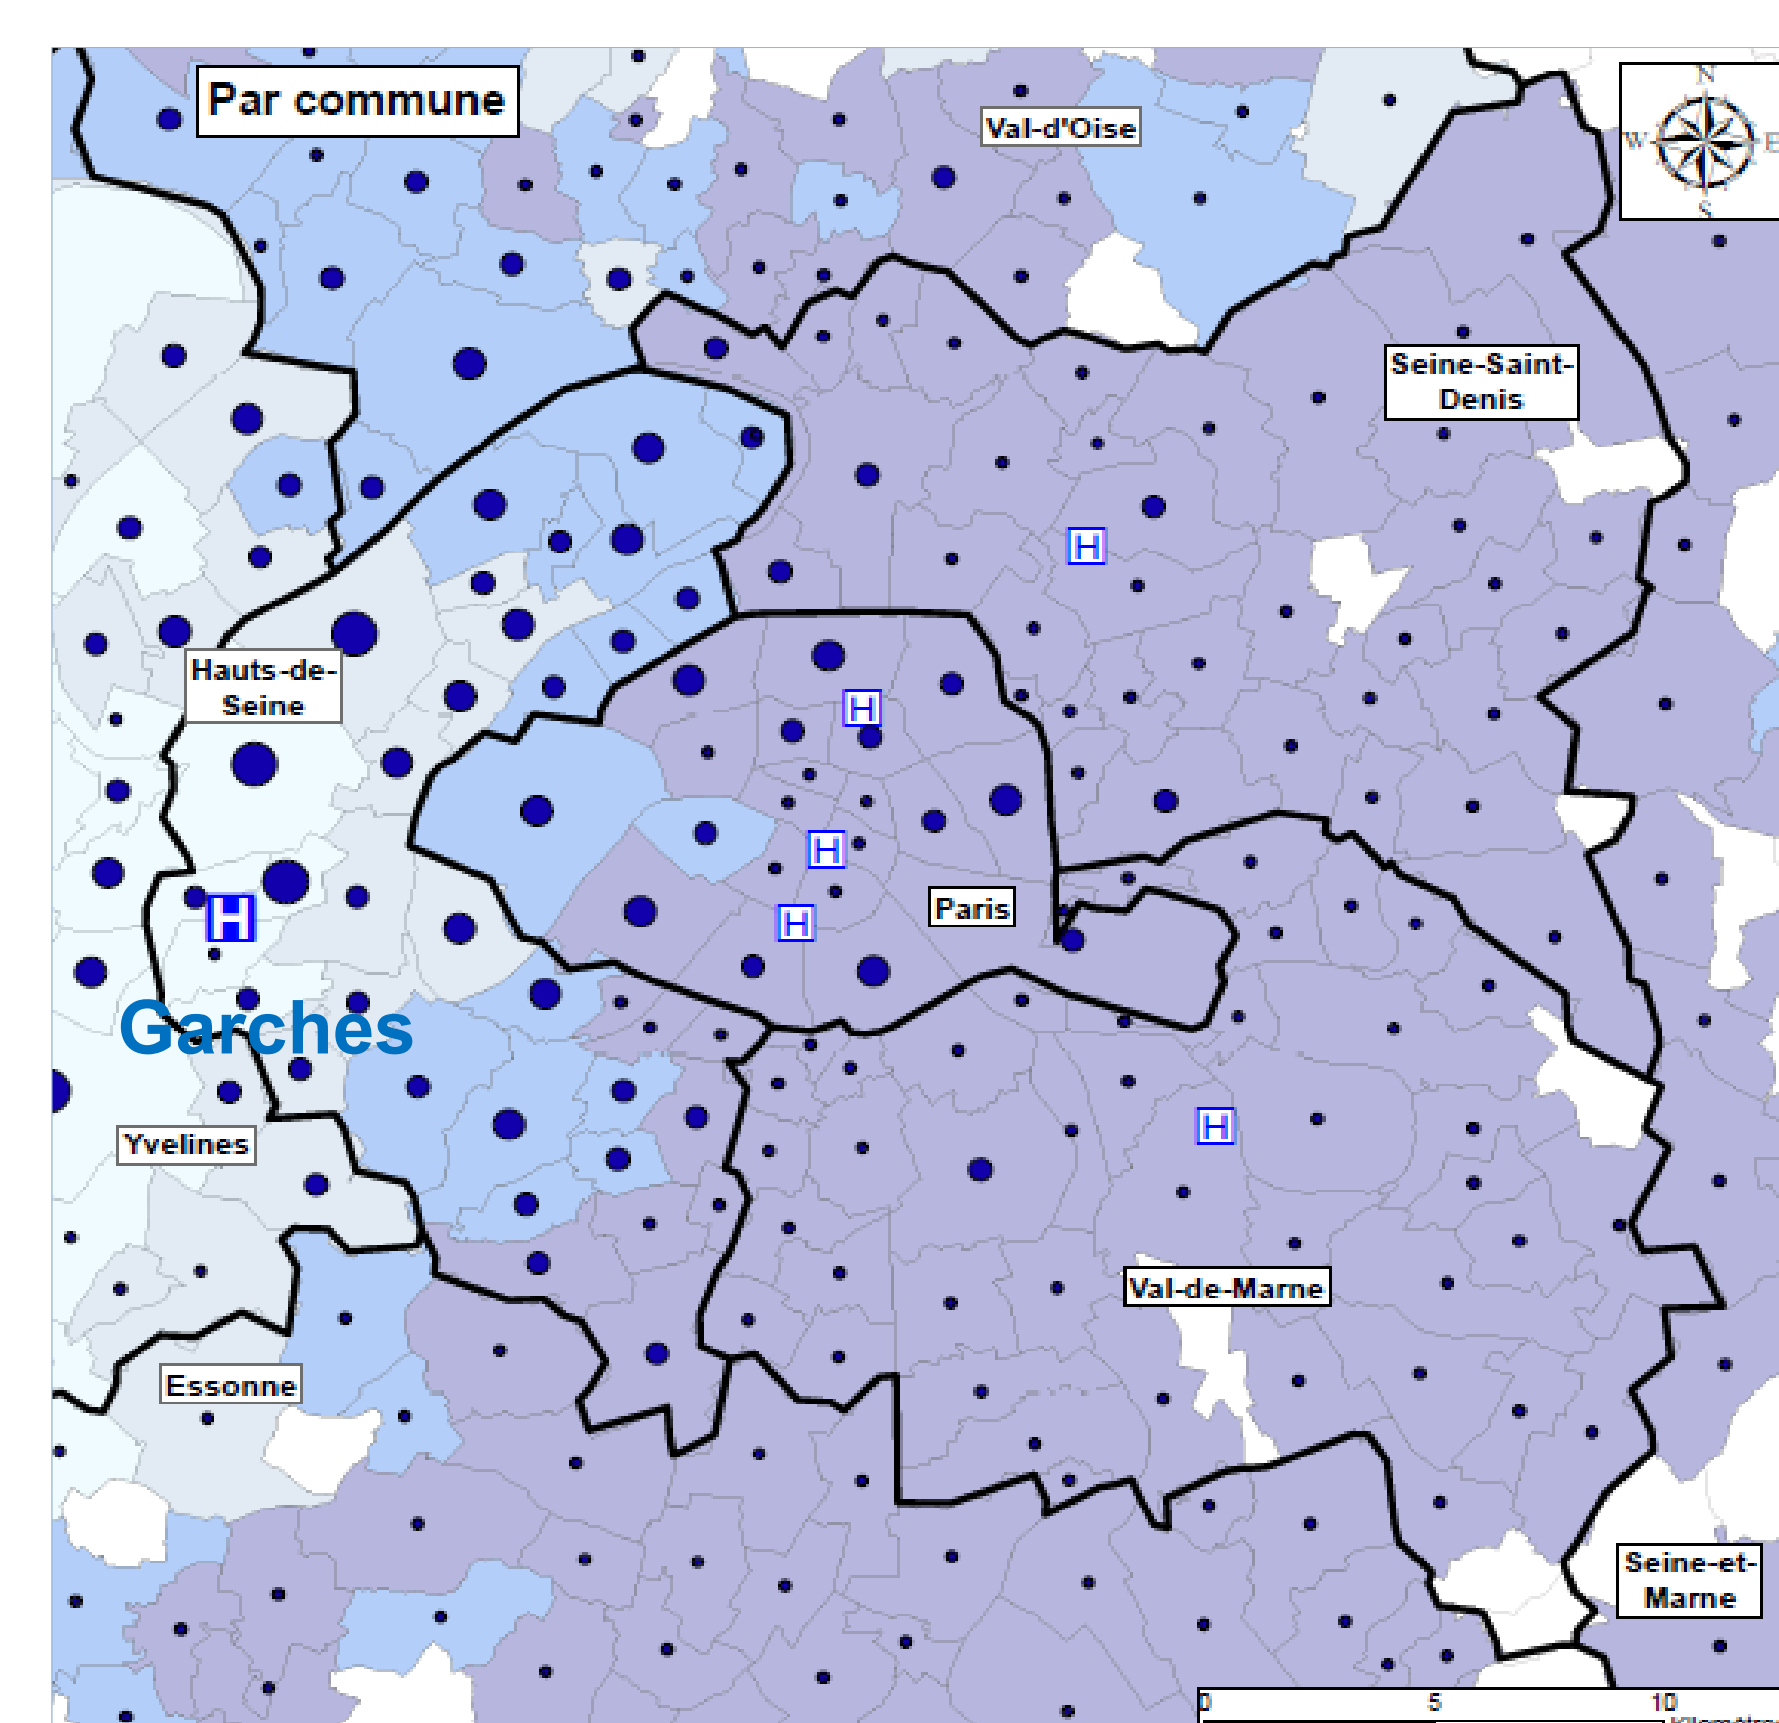 Par commune
Val-d'Oise
N
W
E
S
Seine-Saint-
Denis
H
Hauts-de-
Seine
H
H
H
Paris
H
Garches
H
Yvelines
Val-de-Marne
Essonne
Seine-et-
Marne
0 5 10